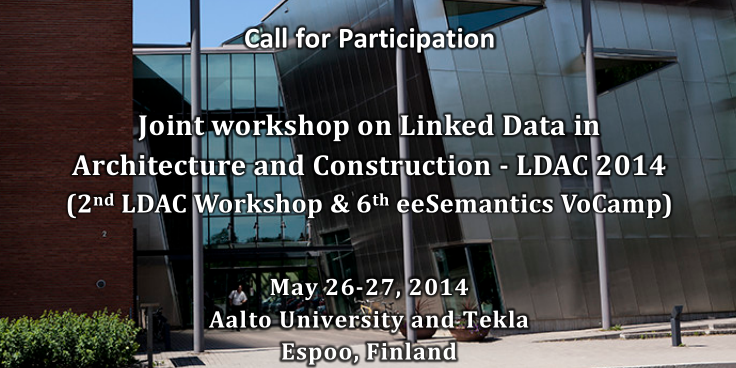 Call for Participation
Joint workshop on Linked Data in
Architecture and Construction - LDAC 2014
(2nd LDAC Workshop & 6th eeSemantics VoCamp)
May 26-27, 2014
Aalto University and Tekla
Espoo, Finland